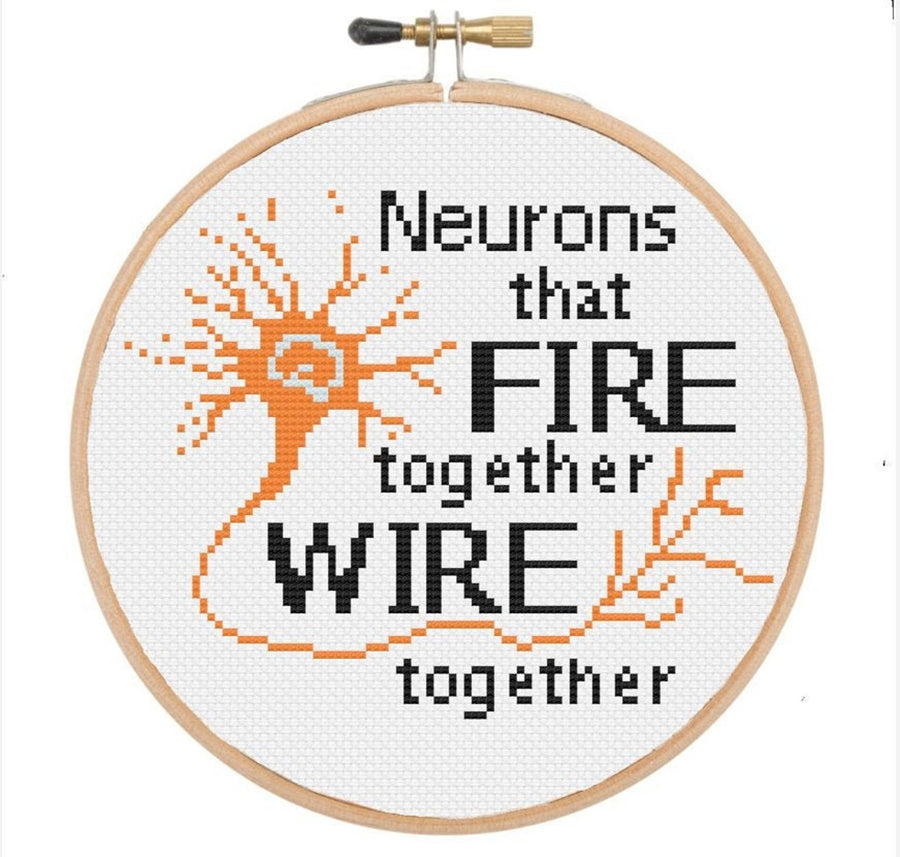 Neurons
that
FIRE
together
WIRE
together